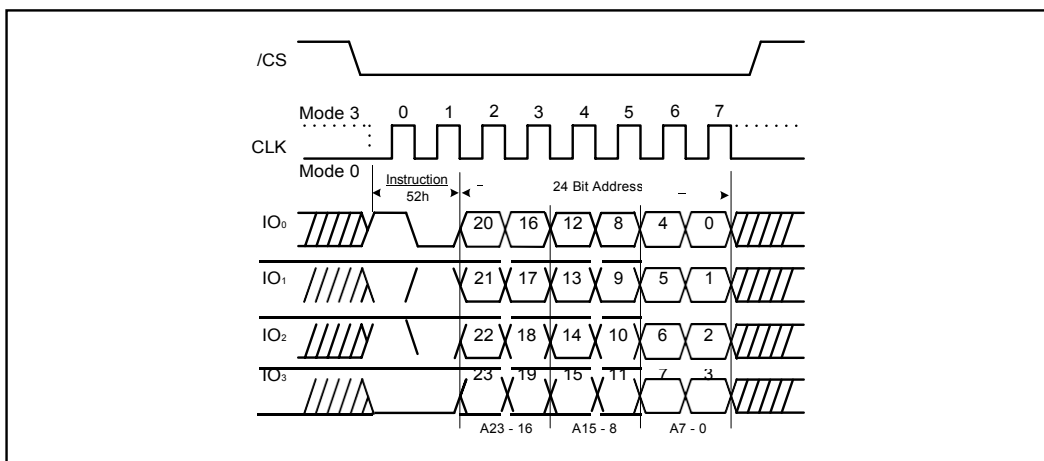 /CS
Mode 3 0 1 2 3 4 5 6 7
CLK
Mode 0
Instruction
52h
24 Bit Address
IO₀ 20 16 12 8 4 0
IO₁ 21 17 13 9 5 1
IO₂ 22 18 14 10 6 2
IO₃ 23 19 15 11 7 3
A23 - 16 A15 - 8 A7 - 0